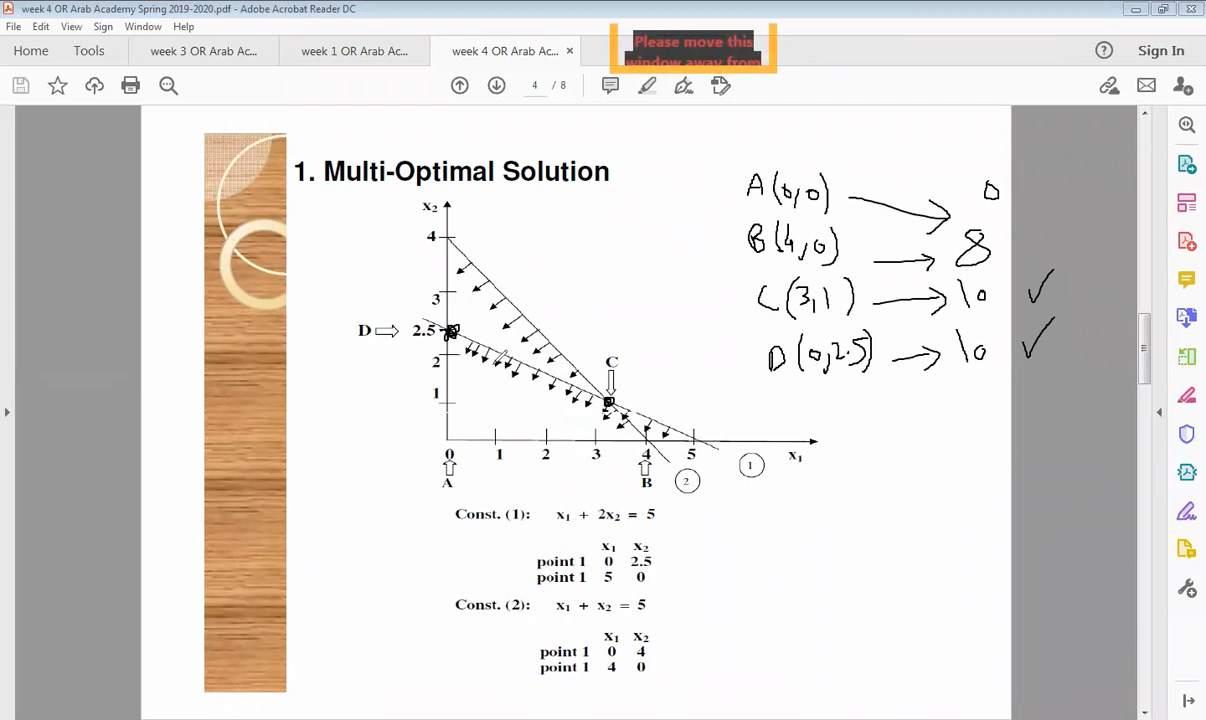 week 4 OR Arab Academy Spring 2019-2020.pdf - Adobe Acrobat Reader DC
File Edit View Sign Window Help
Home Tools week 3 OR Arab Ac... week 1 OR Arab Ac... week 4 OR Arab Ac... × Please move this
window away from
? Sign In
4 / 8
1. Multi-Optimal Solution
A(0,0) → 0
B(4,0) → 8
C(3,1) → 10 ✓
D(0,2.5) → 10 ✓
x₂
4
3
D 2.5
2
C
1
0 1 2 3 4 5 x₁
1
A B 2
Const. (1): x₁ + 2x₂ = 5
x₁ x₂
point 1 0 2.5
point 1 5 0
Const. (2): x₁ + x₂ = 5
x₁ x₂
point 1 0 4
point 1 4 0